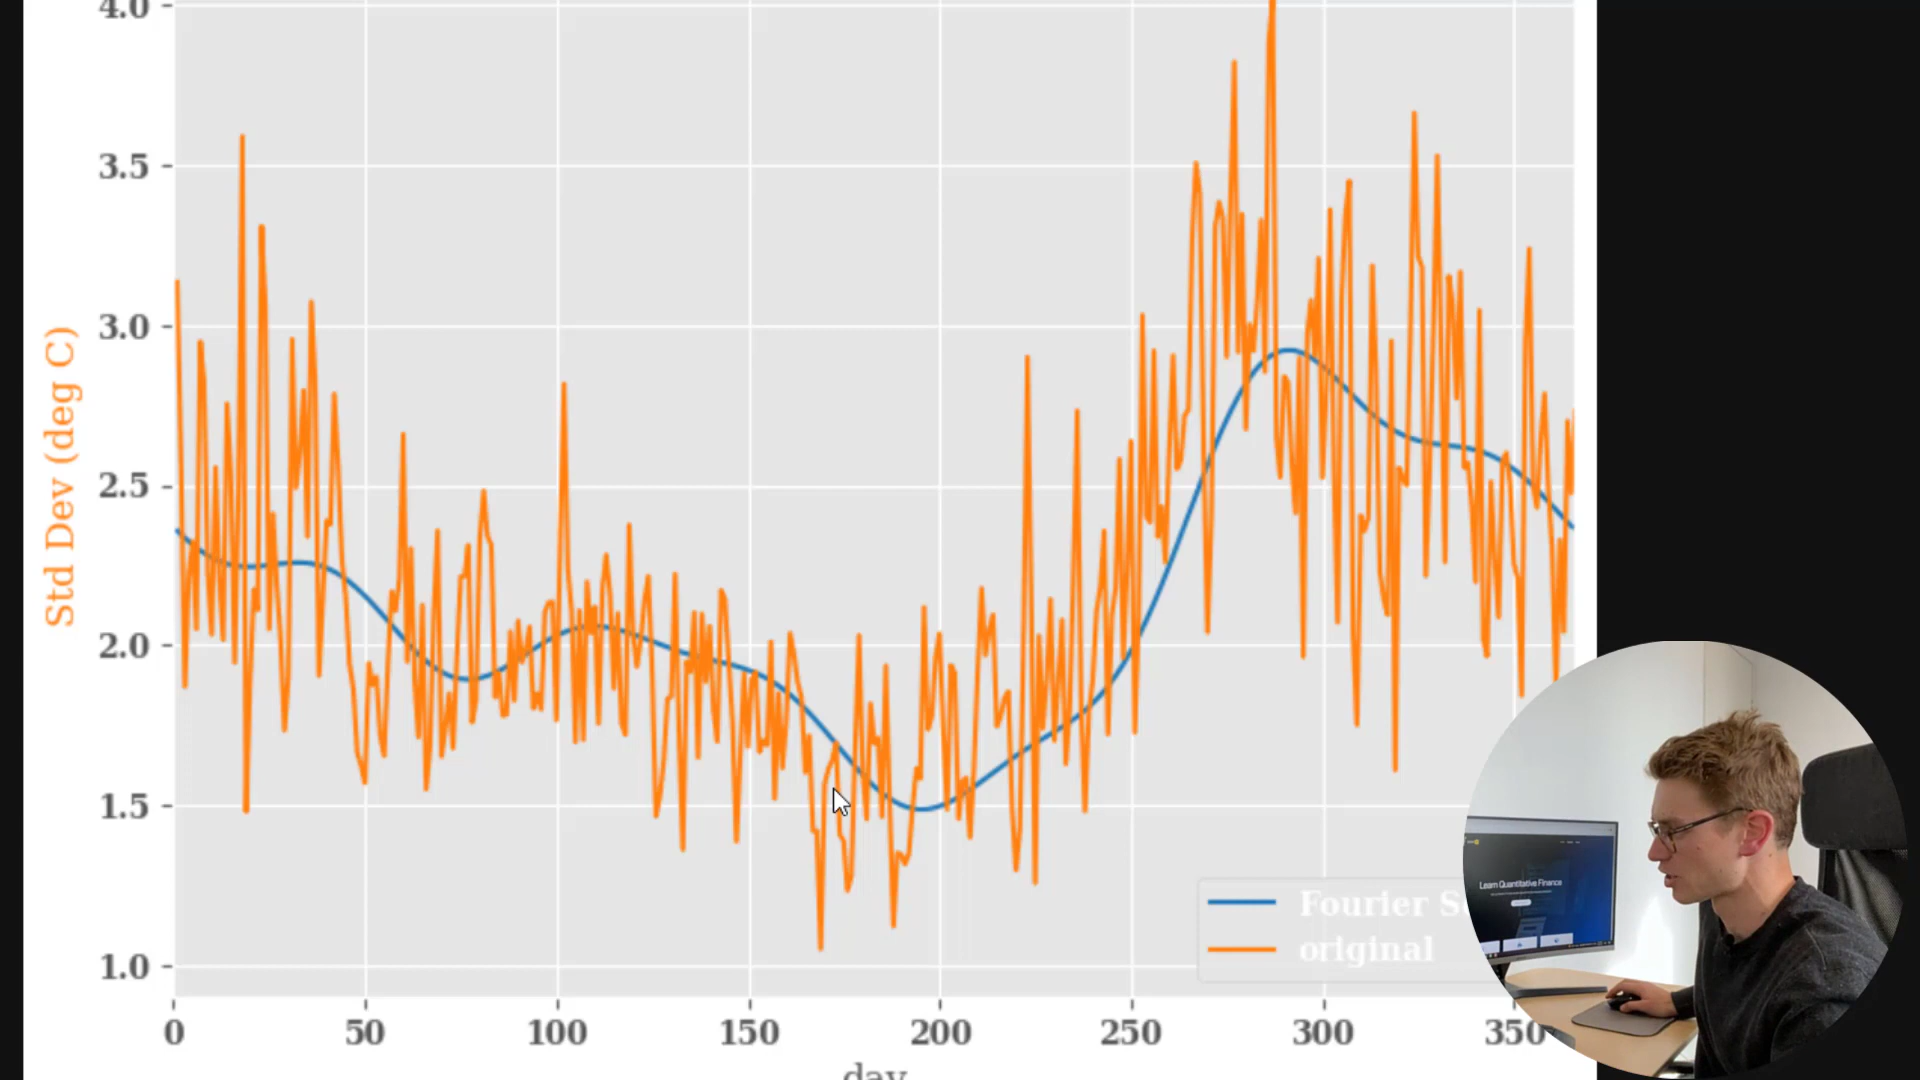 4.0
3.5
3.0
2.5
2.0
1.5
1.0
Std Dev (deg C)
0 50 100 150 200 250 300 350
day
Fourier S
original
Learn Quantitative Finance